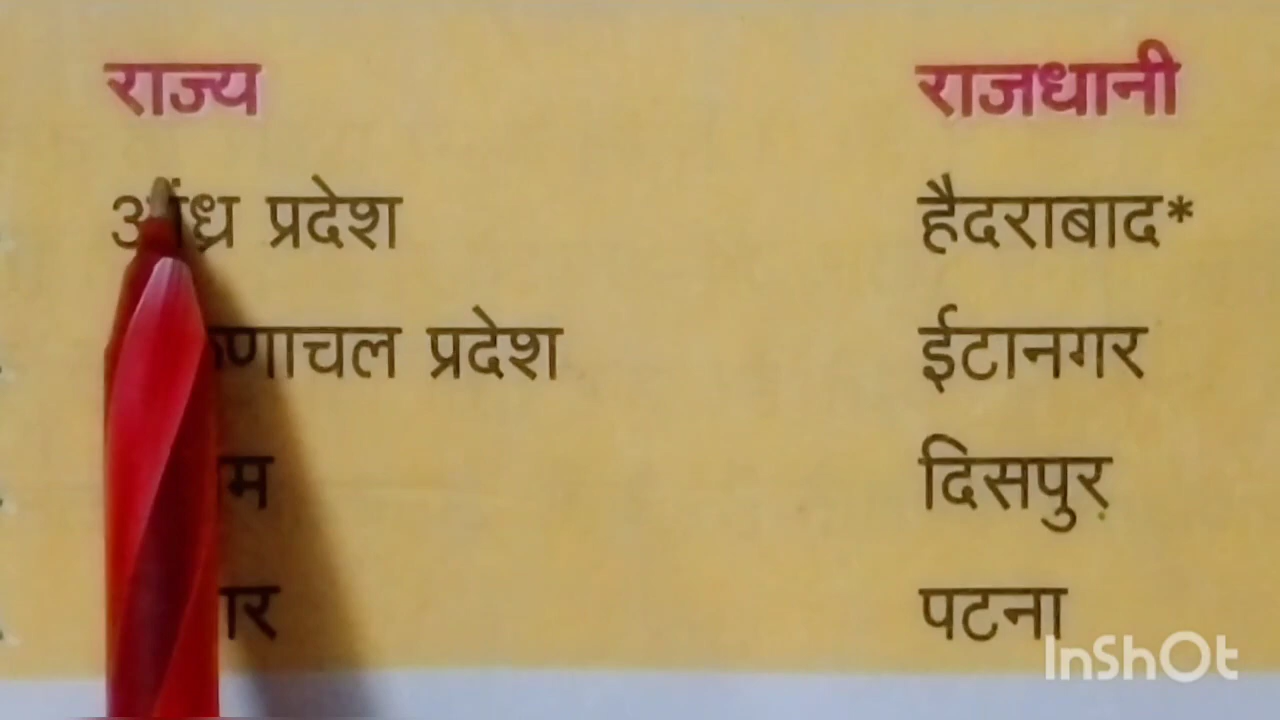 राज्य राजधानी
आंध्र प्रदेश हैदराबाद*
प्रदेश ईटानगर
दिसपुर
पटना
InShOt